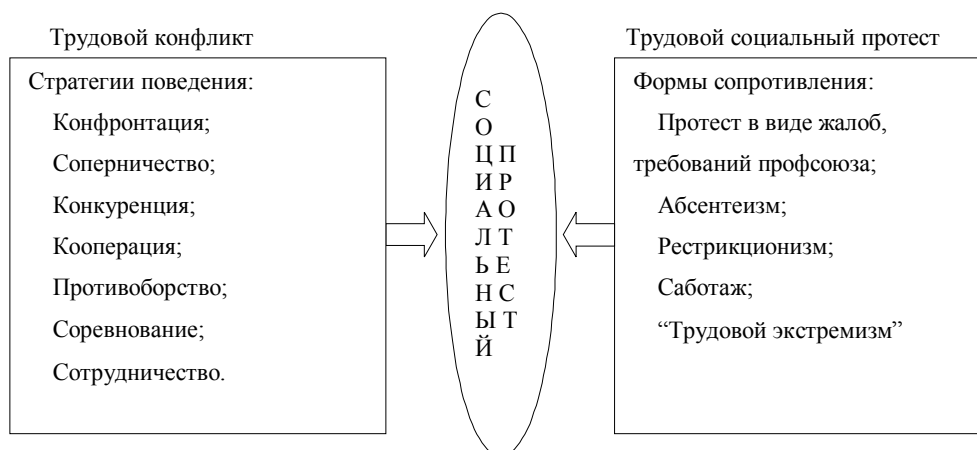 Трудовой конфликт
Стратегии поведения:
Конфронтация;
Соперничество;
Конкуренция;
Кооперация;
Противоборство;
Соревнование;
Сотрудничество.
СОЦИАЛЬНЫЙ
ПРОТЕСТ
Трудовой социальный протест
Формы сопротивления:
Протест в виде жалоб,
требований профсоюза;
Абсентеизм;
Рестрикционизм;
Саботаж;
“Трудовой экстремизм”